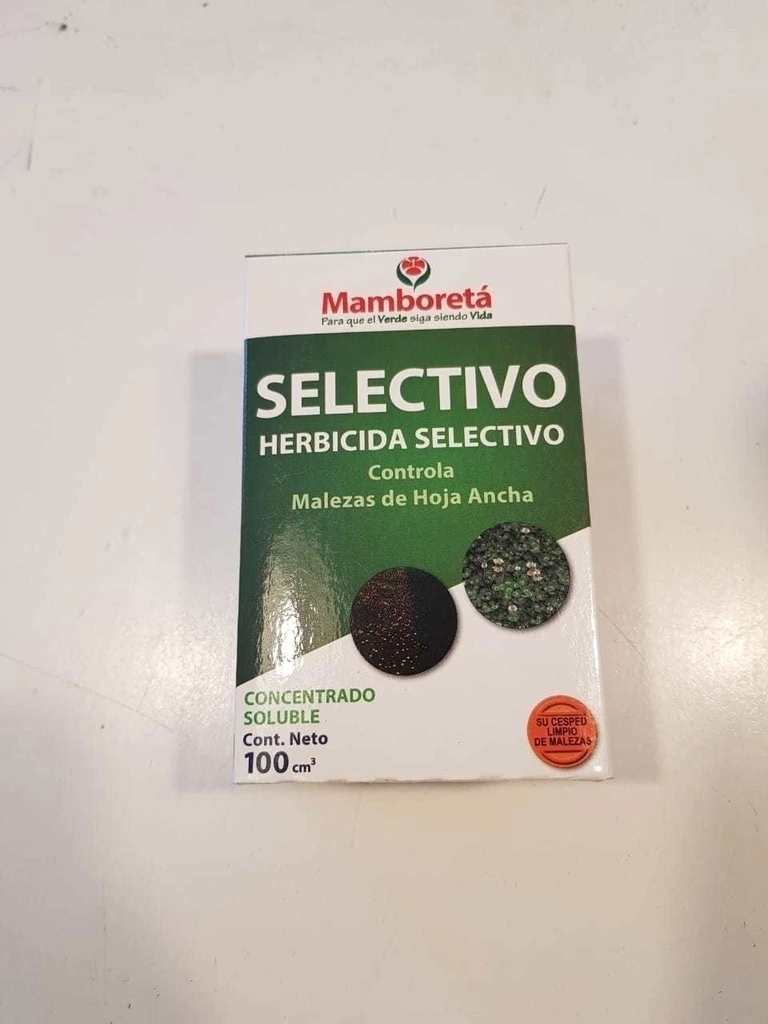 Mamboretá
Para que el Verde siga siendo Vida
SELECTIVO
HERBICIDA SELECTIVO
Controla
Malezas de Hoja Ancha
CONCENTRADO
SOLUBLE
Cont. Neto
100 cm³
SU CESPED
LIMPIO
DE MALEZAS